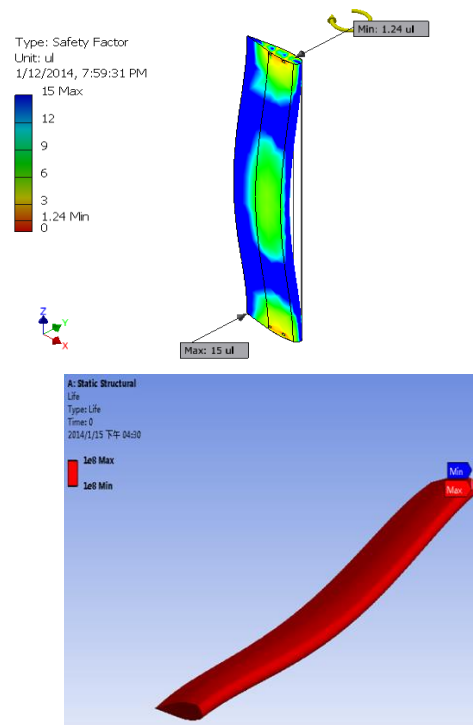 Type: Safety Factor
Unit: ul
1/12/2014, 7:59:31 PM
Min: 1.24 ul
15 Max
12
9
6
3
1.24 Min
0
Z
Y
X
Max: 15 ul
A: Static Structural
Life
Type: Life
Time: 0
2014/1/15 下午 04:30
1e8 Max
1e8 Min
Min
Max